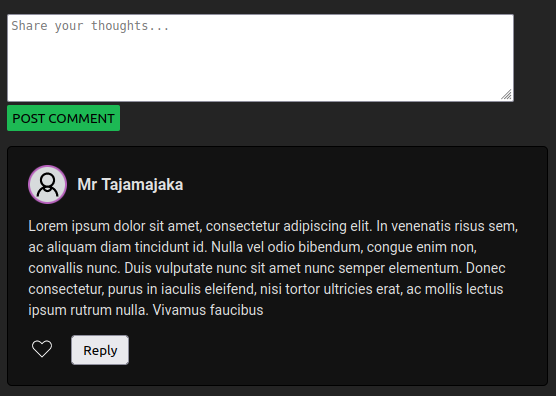 Share your thoughts...
POST COMMENT
Mr Tajamajaka
Lorem ipsum dolor sit amet, consectetur adipiscing elit. In venenatis risus sem,
ac aliquam diam tincidunt id. Nulla vel odio bibendum, congue enim non,
convallis nunc. Duis vulputate nunc sit amet nunc semper elementum. Donec
consectetur, purus in iaculis eleifend, nisi tortor ultricies erat, ac mollis lectus
ipsum rutrum nulla. Vivamus faucibus
Reply